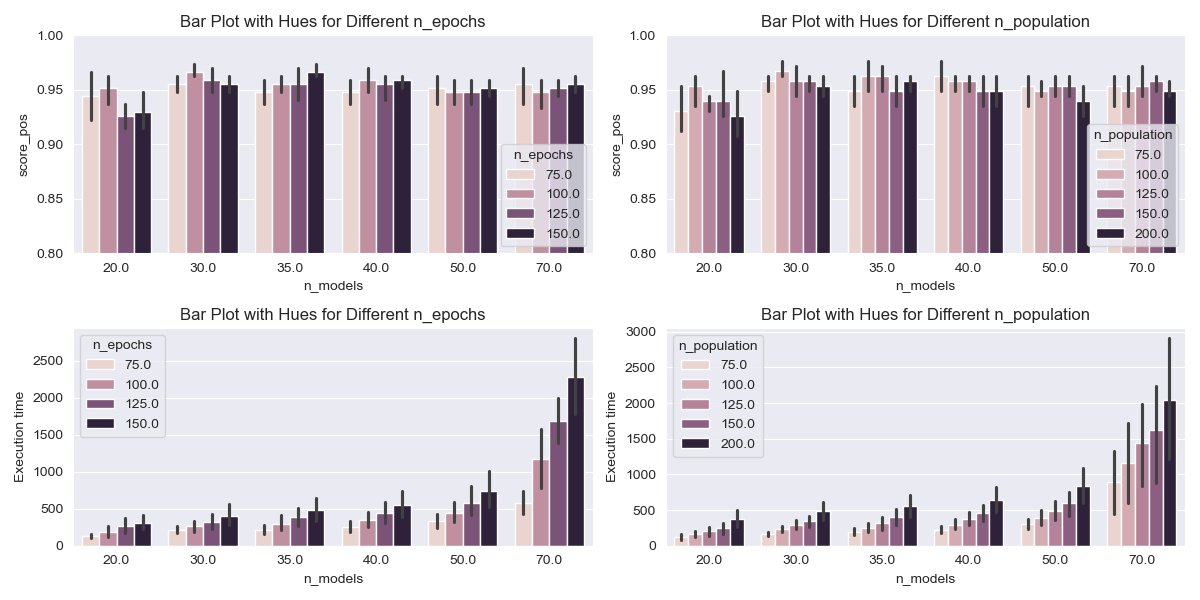 Bar Plot with Hues for Different n_epochs
1.00
0.95
0.90
0.85
0.80
score_pos
n_epochs
75.0
100.0
125.0
150.0
20.0 30.0 35.0 40.0 50.0 70.0
n_models
Bar Plot with Hues for Different n_population
1.00
0.95
0.90
0.85
0.80
score_pos
n_population
75.0
100.0
125.0
150.0
200.0
20.0 30.0 35.0 40.0 50.0 70.0
n_models
Bar Plot with Hues for Different n_epochs
2500
2000
1500
1000
500
0
Execution time
n_epochs
75.0
100.0
125.0
150.0
20.0 30.0 35.0 40.0 50.0 70.0
n_models
Bar Plot with Hues for Different n_population
3000
2500
2000
1500
1000
500
0
Execution time
n_population
75.0
100.0
125.0
150.0
200.0
20.0 30.0 35.0 40.0 50.0 70.0
n_models